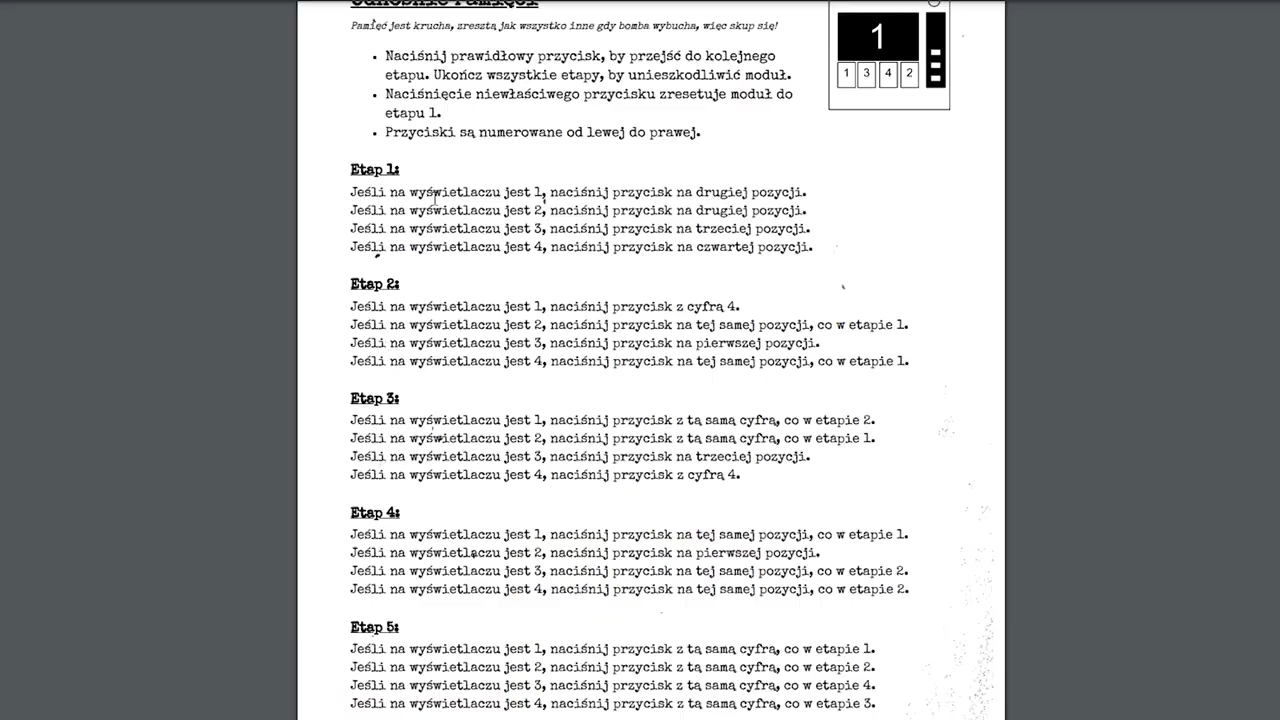 Pamięć jest krucha, zresztą jak wszystko inne gdy bomba wybucha, więc skup się!
• Naciśnij prawidłowy przycisk, by przejść do kolejnego
etapu. Ukończ wszystkie etapy, by unieszkodliwić moduł.
• Naciśnięcie niewłaściwego przycisku zresetuje moduł do
etapu 1.
• Przyciski są numerowane od lewej do prawej.
1
1 3 4 2
Etap 1:
Jeśli na wyświetlaczu jest 1, naciśnij przycisk na drugiej pozycji.
Jeśli na wyświetlaczu jest 2, naciśnij przycisk na drugiej pozycji.
Jeśli na wyświetlaczu jest 3, naciśnij przycisk na trzeciej pozycji.
Jeśli na wyświetlaczu jest 4, naciśnij przycisk na czwartej pozycji.
Etap 2:
Jeśli na wyświetlaczu jest 1, naciśnij przycisk z cyfrą 4.
Jeśli na wyświetlaczu jest 2, naciśnij przycisk na tej samej pozycji, co w etapie 1.
Jeśli na wyświetlaczu jest 3, naciśnij przycisk na pierwszej pozycji.
Jeśli na wyświetlaczu jest 4, naciśnij przycisk na tej samej pozycji, co w etapie 1.
Etap 3:
Jeśli na wyświetlaczu jest 1, naciśnij przycisk z tą samą cyfrą, co w etapie 2.
Jeśli na wyświetlaczu jest 2, naciśnij przycisk z tą samą cyfrą, co w etapie 1.
Jeśli na wyświetlaczu jest 3, naciśnij przycisk na trzeciej pozycji.
Jeśli na wyświetlaczu jest 4, naciśnij przycisk z cyfrą 4.
Etap 4:
Jeśli na wyświetlaczu jest 1, naciśnij przycisk na tej samej pozycji, co w etapie 1.
Jeśli na wyświetlaczu jest 2, naciśnij przycisk na pierwszej pozycji.
Jeśli na wyświetlaczu jest 3, naciśnij przycisk na tej samej pozycji, co w etapie 2.
Jeśli na wyświetlaczu jest 4, naciśnij przycisk na tej samej pozycji, co w etapie 2.
Etap 5:
Jeśli na wyświetlaczu jest 1, naciśnij przycisk z tą samą cyfrą, co w etapie 1.
Jeśli na wyświetlaczu jest 2, naciśnij przycisk z tą samą cyfrą, co w etapie 2.
Jeśli na wyświetlaczu jest 3, naciśnij przycisk z tą samą cyfrą, co w etapie 4.
Jeśli na wyświetlaczu jest 4, naciśnij przycisk z tą samą cyfrą, co w etapie 3.